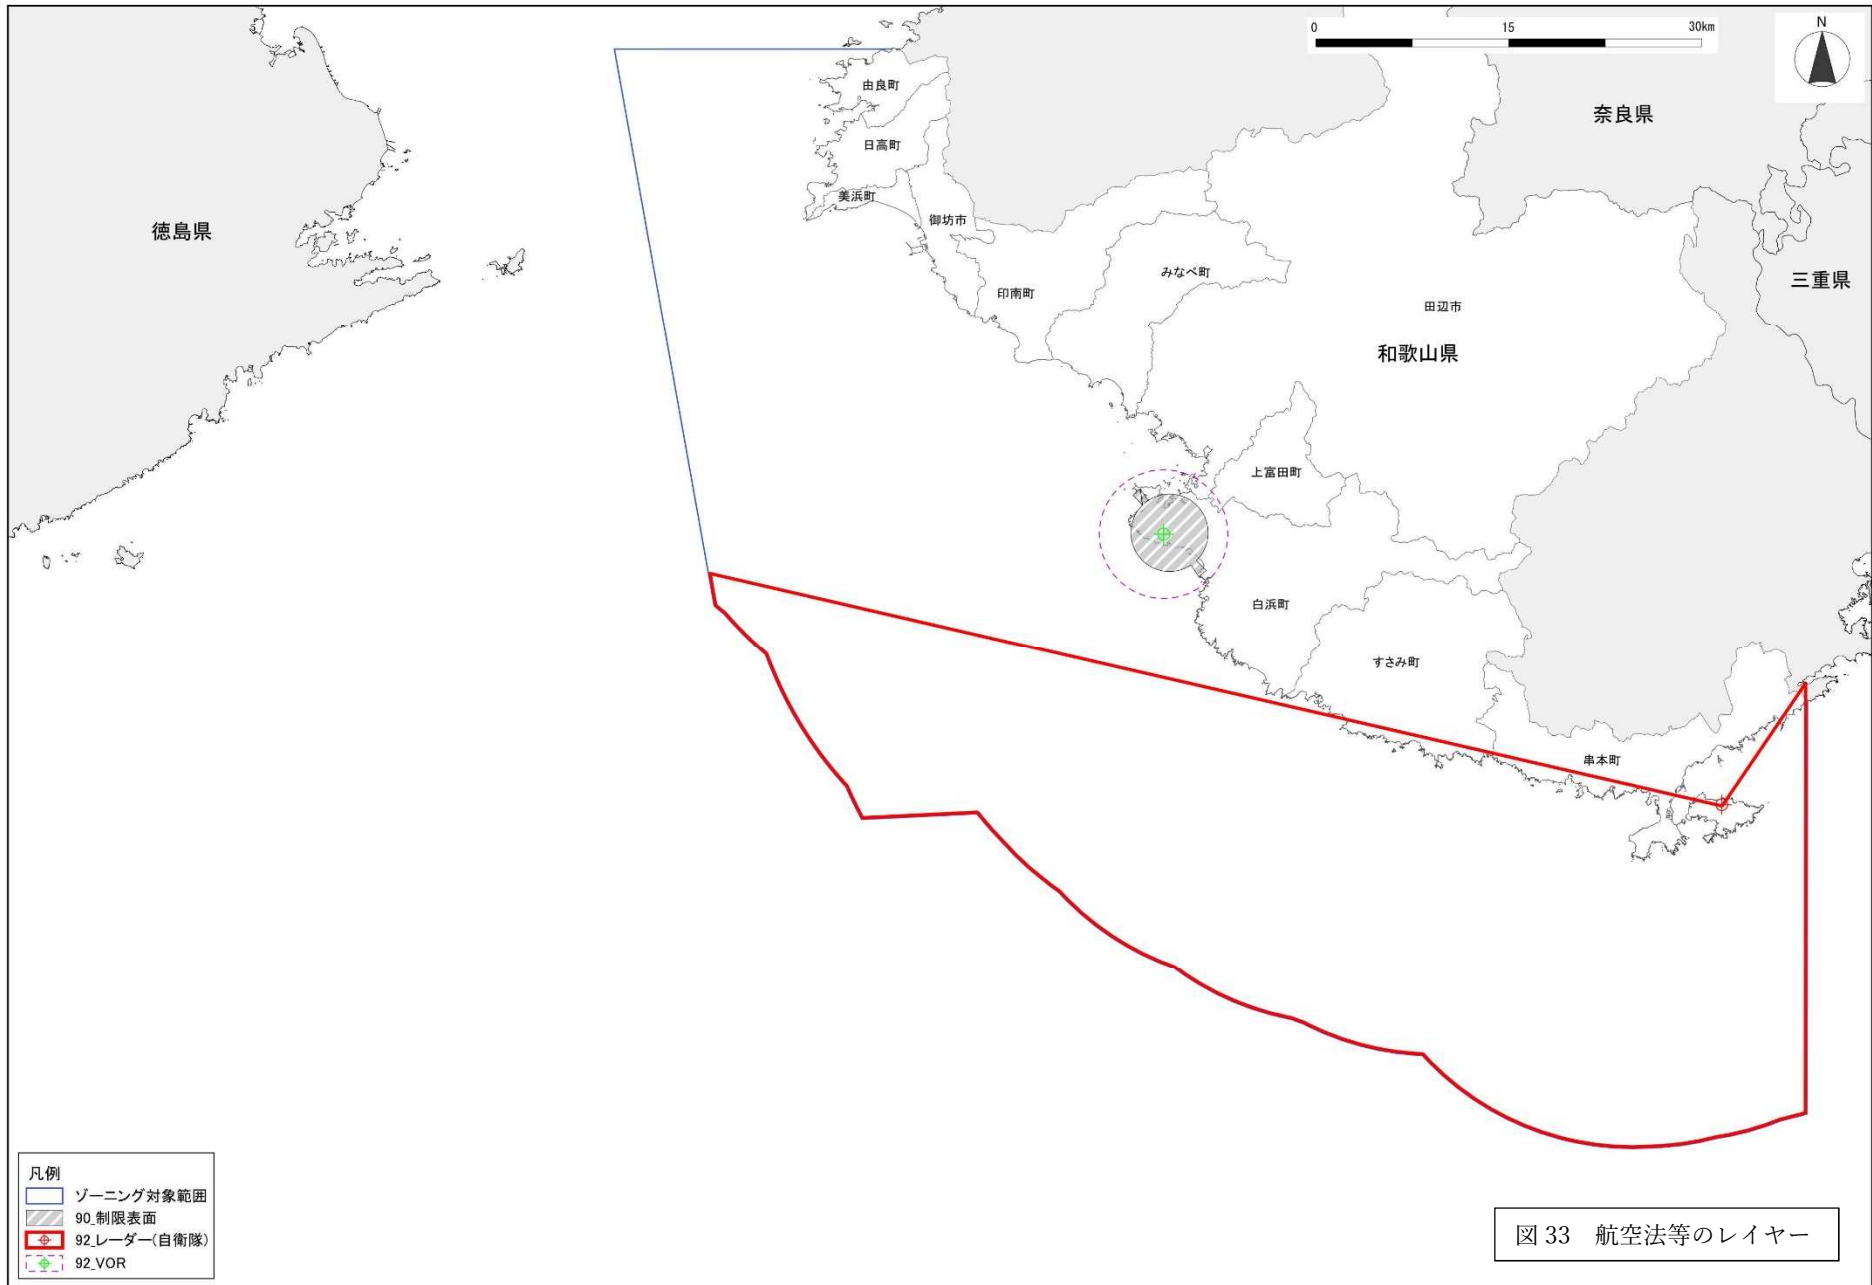 0 15 30km
N
由良町
奈良県
日高町
美浜町
御坊市
徳島県
みなべ町
三重県
印南町
田辺市
和歌山県
上富田町
白浜町
すさみ町
串本町
凡例
ゾーニング対象範囲
90_制限表面
92_レーダー(自衛隊)
92_VOR
図 33 航空法等のレイヤー